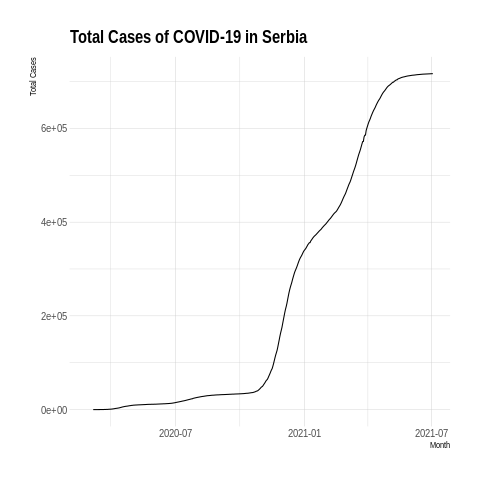 Total Cases of COVID-19 in Serbia
Total Cases
6e+05
4e+05
2e+05
0e+00
2020-07 2021-01 2021-07
Month